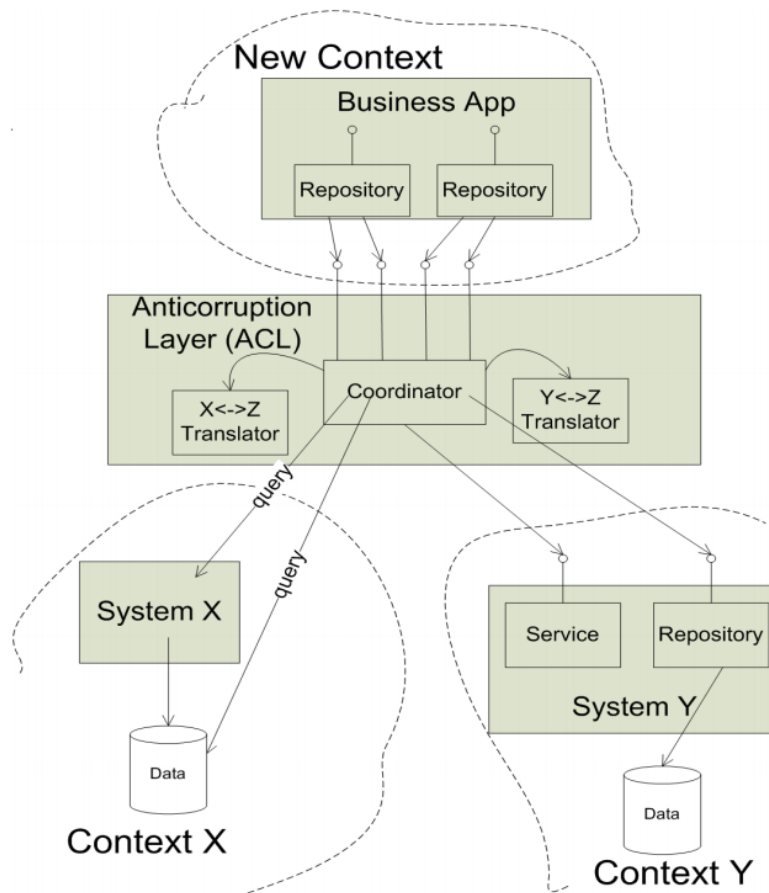 New Context
Business App
Repository
Repository
Anticorruption
Layer (ACL)
Coordinator
X<->Z
Translator
Y<->Z
Translator
query
query
System X
Service
Repository
System Y
Data
Data
Context X
Context Y